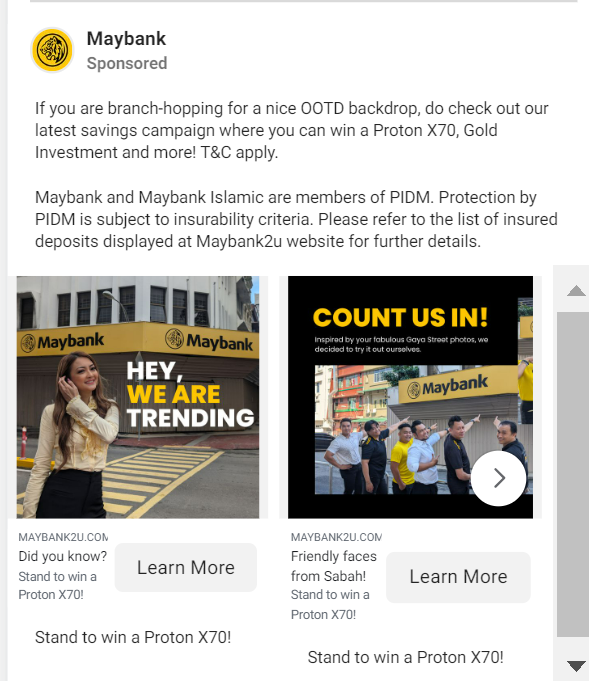 Maybank
Sponsored
If you are branch-hopping for a nice OOTD backdrop, do check out our
latest savings campaign where you can win a Proton X70, Gold
Investment and more! T&C apply.
Maybank and Maybank Islamic are members of PIDM. Protection by
PIDM is subject to insurability criteria. Please refer to the list of insured
deposits displayed at Maybank2u website for further details.
Maybank
Maybank
HEY,
WE ARE
TRENDING
MAYBANK2U.COM
Did you know?
Stand to win a
Proton X70!
Learn More
Stand to win a Proton X70!
COUNT US IN!
Inspired by your fabulous Gaya Street photos, we
decided to try it out ourselves.
Maybank
MAYBANK2U.COM
Friendly faces
from Sabah!
Stand to win a
Proton X70!
Learn More
Stand to win a Proton X70!